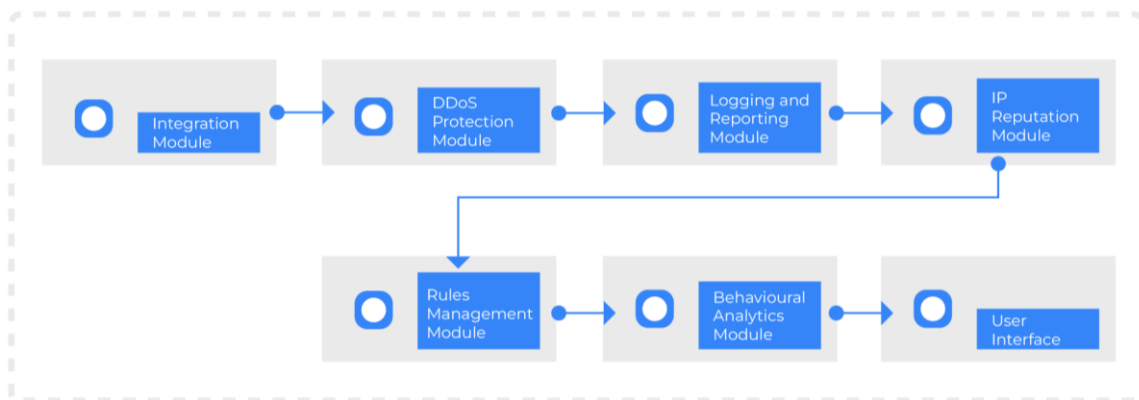 Integration
Module
DDoS
Protection
Module
Logging and
Reporting
Module
IP
Reputation
Module
Rules
Management
Module
Behavioural
Analytics
Module
User
Interface